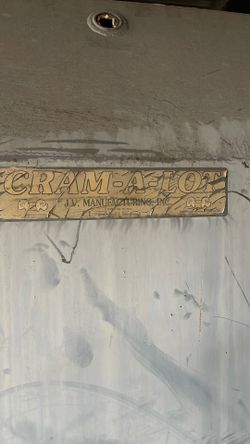 CRAM-A-LOT
J.V. MANUFACTURING, INC.